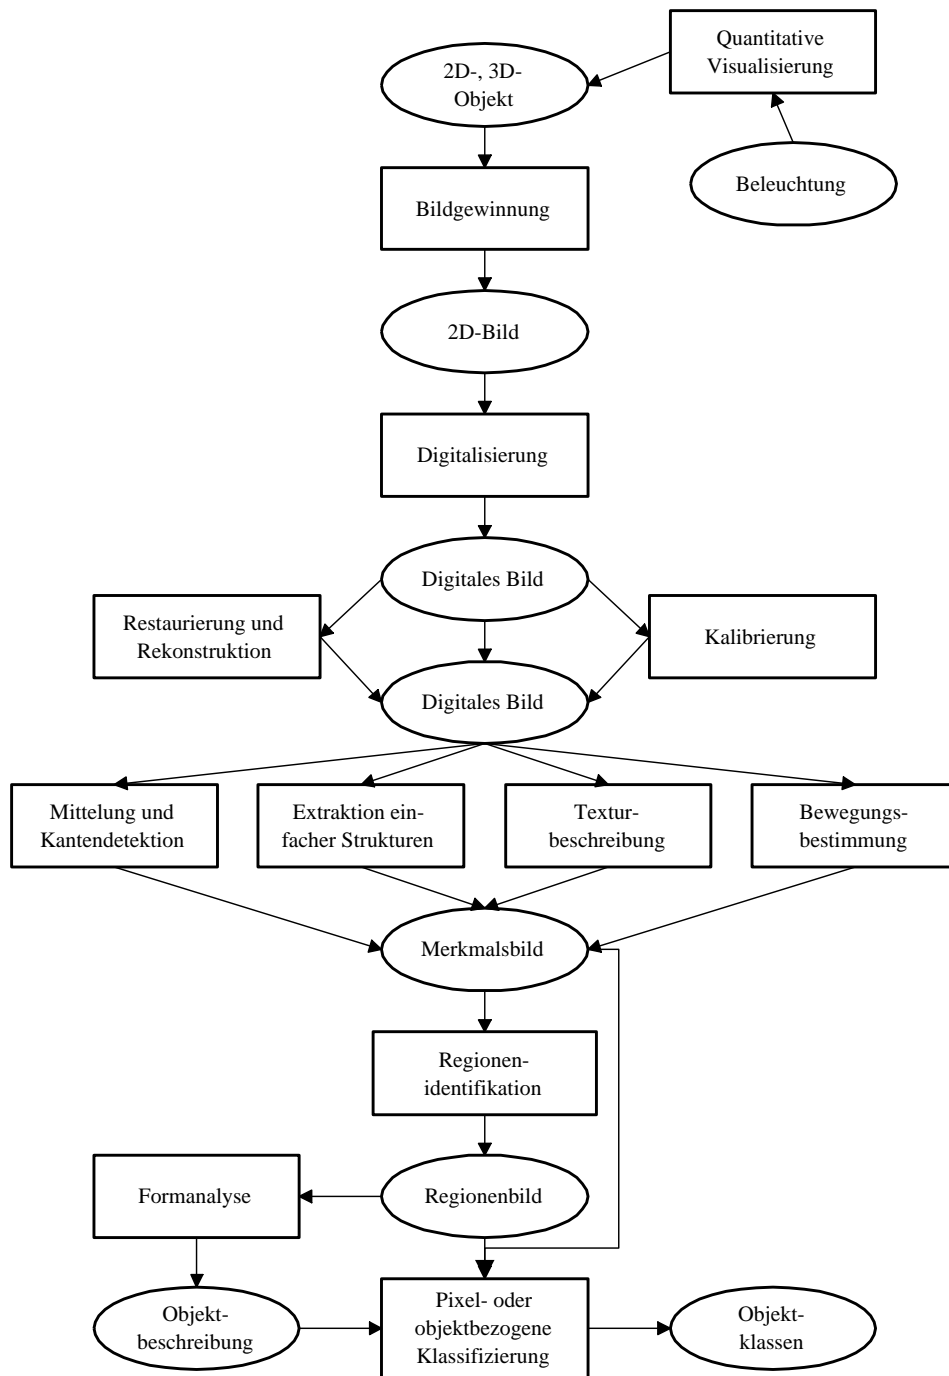 Quantitative
Visualisierung
2D-, 3D-
Objekt
Beleuchtung
Bildgewinnung
2D-Bild
Digitalisierung
Digitales Bild
Restaurierung und
Rekonstruktion
Kalibrierung
Digitales Bild
Mittelung und
Kantendetektion
Extraktion ein-
facher Strukturen
Textur-
beschreibung
Bewegungs-
bestimmung
Merkmalsbild
Regionen-
identifikation
Formanalyse
Regionenbild
Objekt-
beschreibung
Pixel- oder
objektbezogene
Klassifizierung
Objekt-
klassen